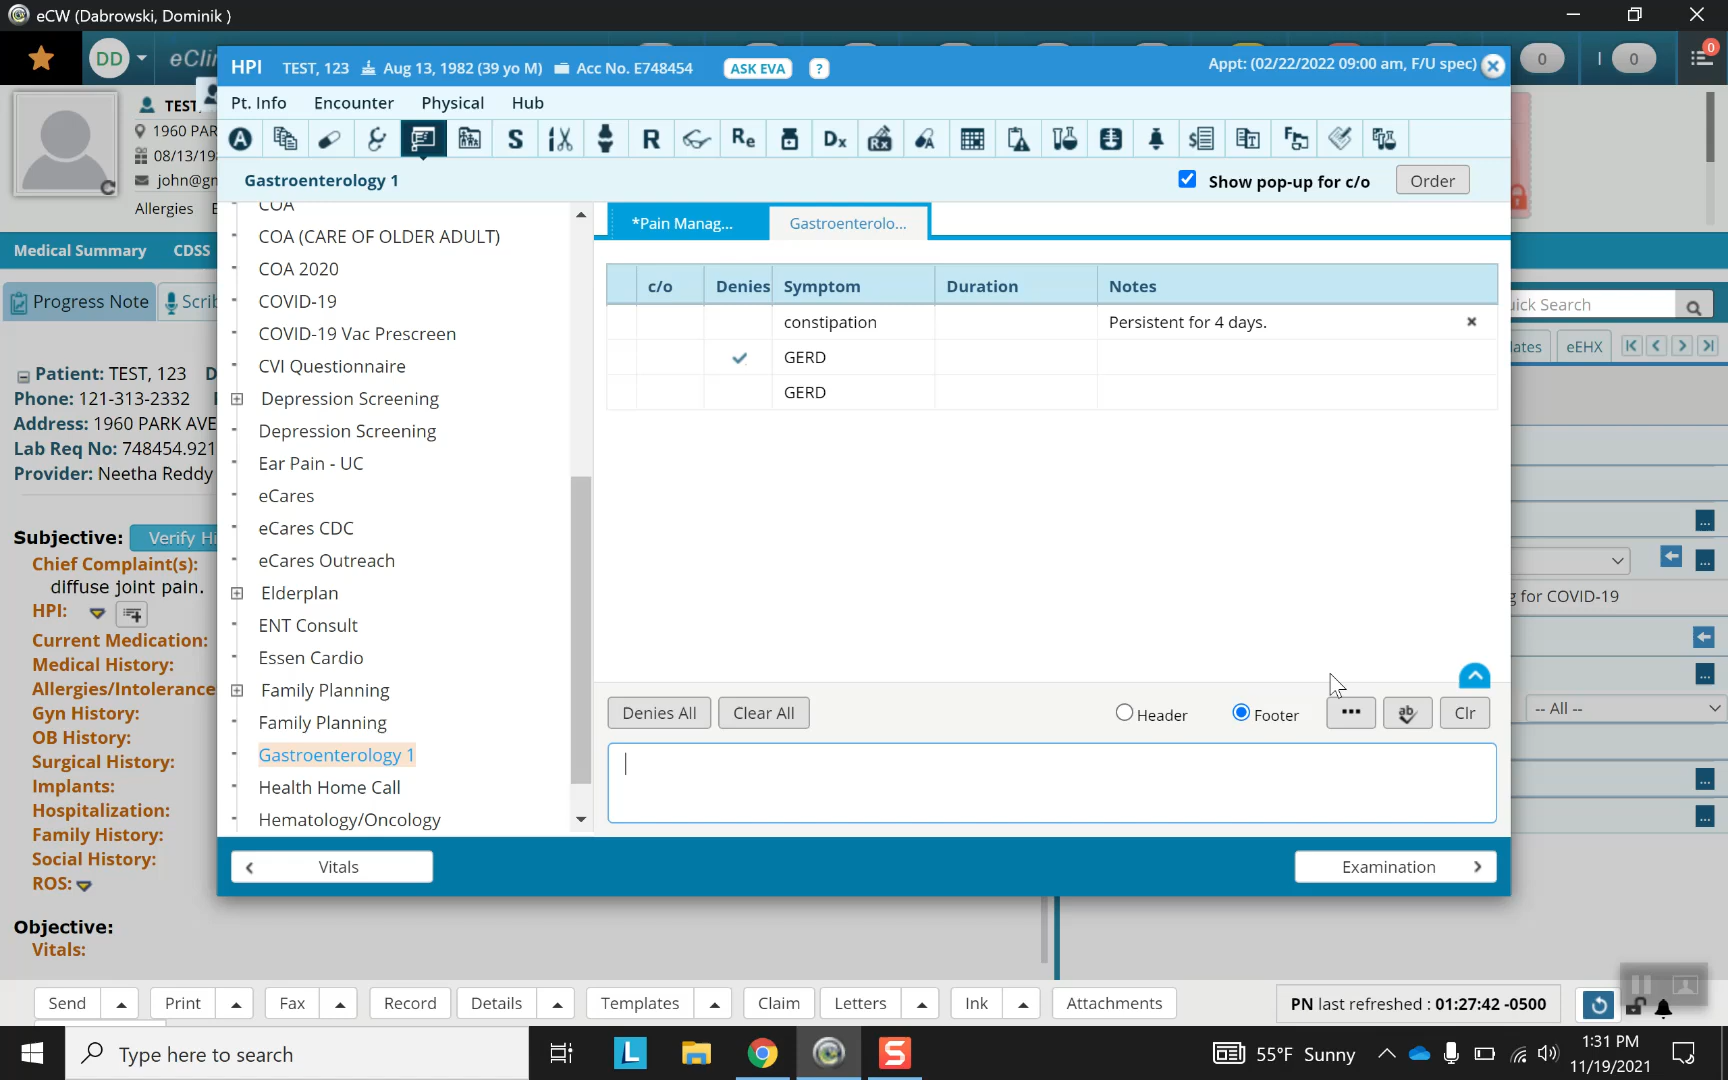 eCW (Dabrowski, Dominik )
DD
eCli
0
I
0
0
HPI
TEST, 123
Aug 13, 1982 (39 yo M)
Acc No. E748454
ASK EVA
?
Appt: (02/22/2022 09:00 am, F/U spec)
Pt. Info
Encounter
Physical
Hub
A
S
R
Re
Dx
Rx
Gastroenterology 1
Show pop-up for c/o
Order
TEST,
1960 PAR
08/13/19
john@gm
Allergies
Medical Summary
CDSS
Progress Note
Scrib
Patient: TEST, 123
Phone: 121-313-2332
Address: 1960 PARK AVE
Lab Req No: 748454.921
Provider: Neetha Reddy
Subjective:
Verify Hi
Chief Complaint(s):
diffuse joint pain.
HPI:
Current Medication:
Medical History:
Allergies/Intolerance
Gyn History:
OB History:
Surgical History:
Implants:
Hospitalization:
Family History:
Social History:
ROS:
Objective:
Vitals:
COA
COA (CARE OF OLDER ADULT)
COA 2020
COVID-19
COVID-19 Vac Prescreen
CVI Questionnaire
Depression Screening
Depression Screening
Ear Pain - UC
eCares
eCares CDC
eCares Outreach
Elderplan
ENT Consult
Essen Cardio
Family Planning
Family Planning
Gastroenterology 1
Health Home Call
Hematology/Oncology
*Pain Manag...
Gastroenterolo...
c/o
Denies
Symptom
Duration
Notes
constipation
Persistent for 4 days.
GERD
GERD
Denies All
Clear All
Header
Footer
...
ab
Clr
Vitals
Examination
uick Search
lates
eEHX
g for COVID-19
-- All --
Send
Print
Fax
Record
Details
Templates
Claim
Letters
Ink
Attachments
PN last refreshed : 01:27:42 -0500
Type here to search
L
S
55°F Sunny
1:31 PM
11/19/2021